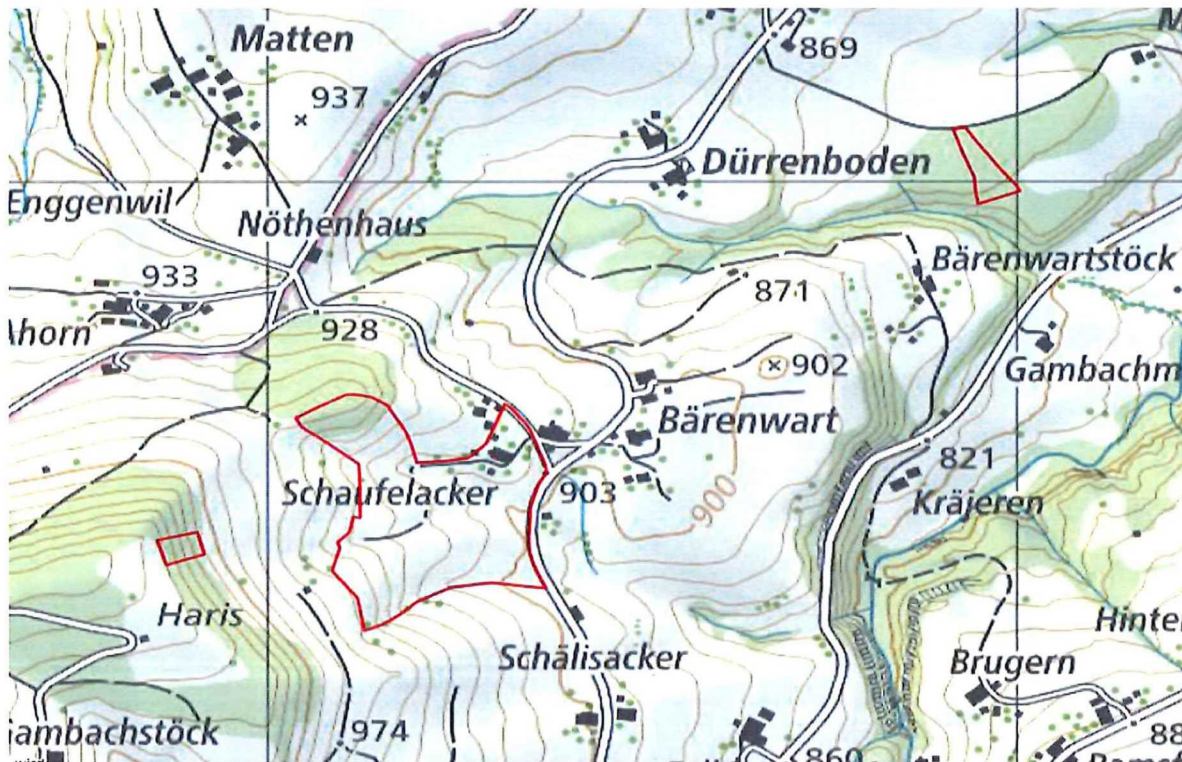 Matten
937
869
Dürrenboden
Enggenwil
Nöthenhaus
933
871
Bärenwartstöck
Ahorn
928
902
Gambachm
Bärenwart
Schaufelacker
903
900
821
Kräjeren
Haris
Schälisacker
Hinte
Brugern
ambachstöck
974
88
860